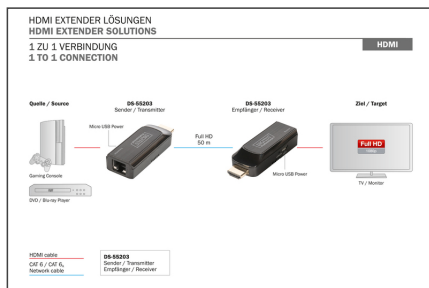 HDMI EXTENDER LÖSUNGEN
HDMI EXTENDER SOLUTIONS
1 ZU 1 VERBINDUNG
1 TO 1 CONNECTION
HDMI
Quelle / Source
DS-55203
Sender / Transmitter
DS-55203
Empfänger / Receiver
Ziel / Target
Micro USB Power
Full HD
50 m
Full HD
Micro USB Power
Gaming Console
TV / Monitor
DVD / Blu-ray Player
HDMI cable
CAT 6 / CAT 6A
Network cable
DS-55203
Sender / Transmitter
Empfänger / Receiver